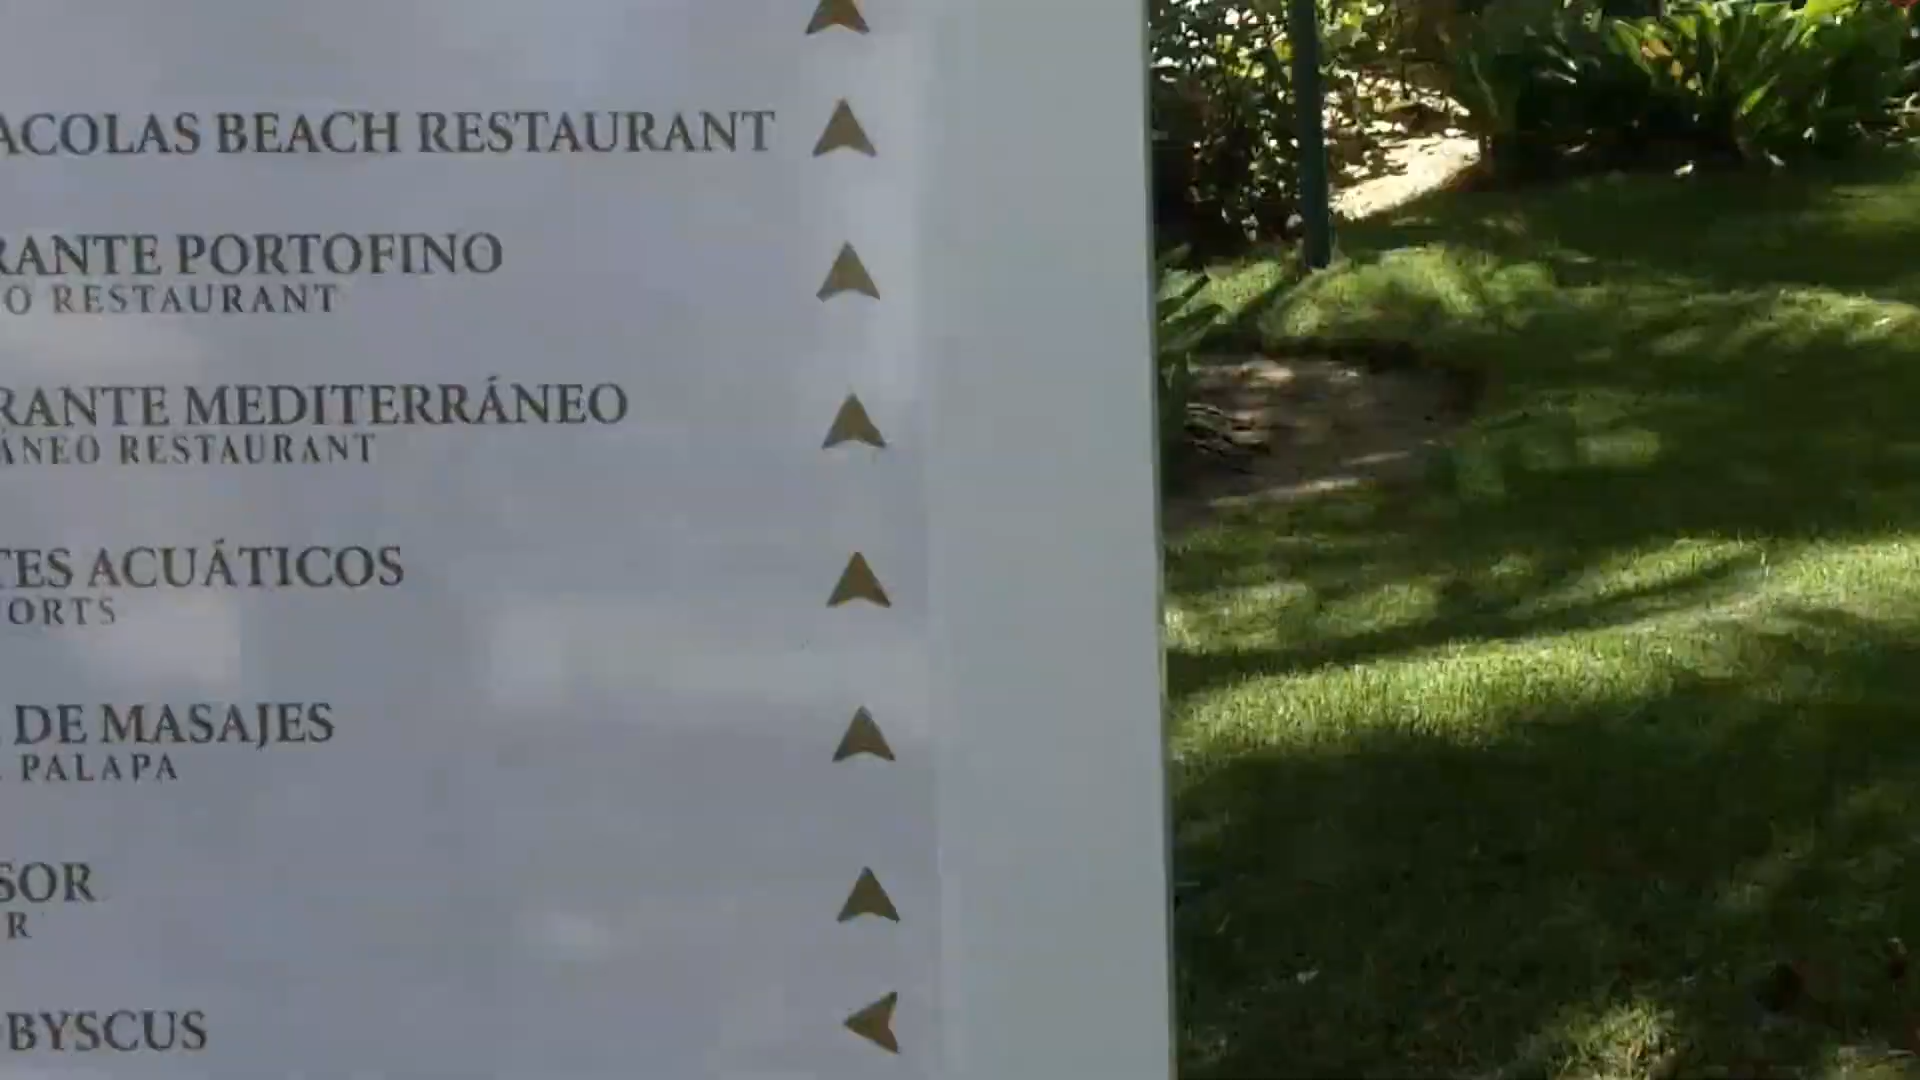 ACOLAS BEACH RESTAURANT
RANTE PORTOFINO
O RESTAURANT
RANTE MEDITERRÁNEO
ÁNEO RESTAURANT
TES ACUÁTICOS
ORTS
DE MASAJES
PALAPA
SOR
R
BYSCUS